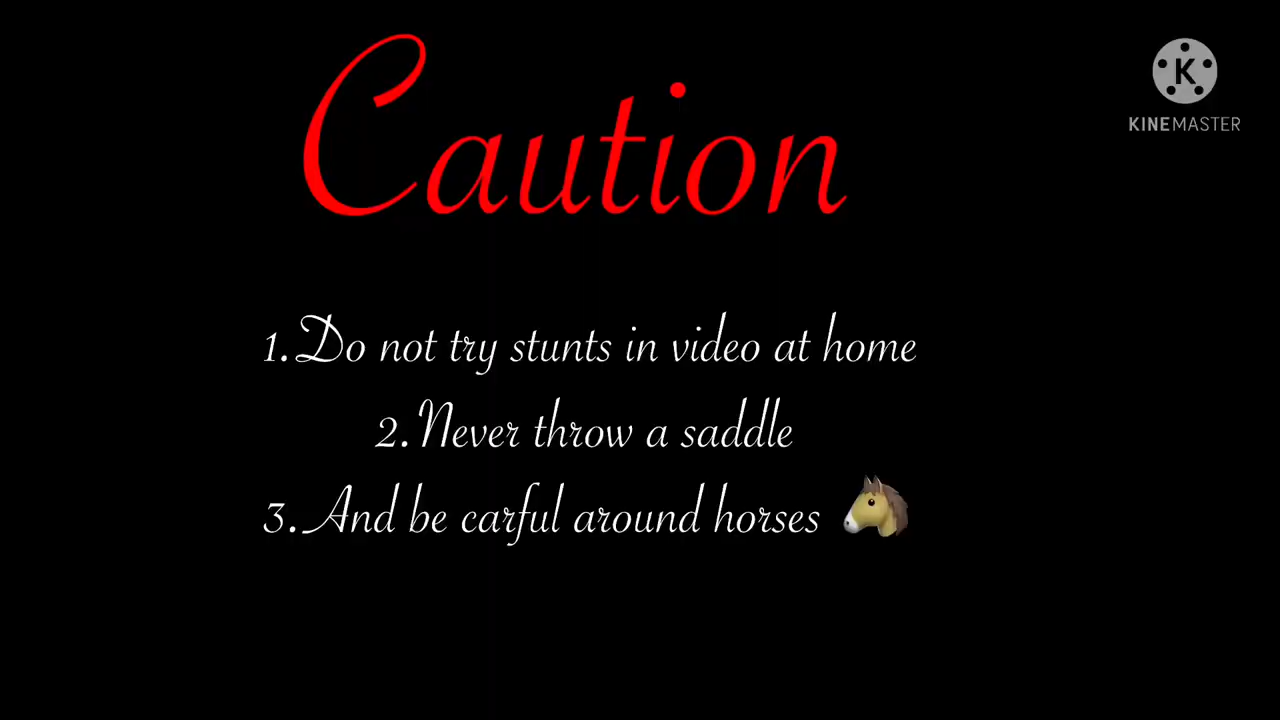 Caution
K
KINEMASTER
1.Do not try stunts in video at home
2.Never throw a saddle
3.And be carful around horses 🐴